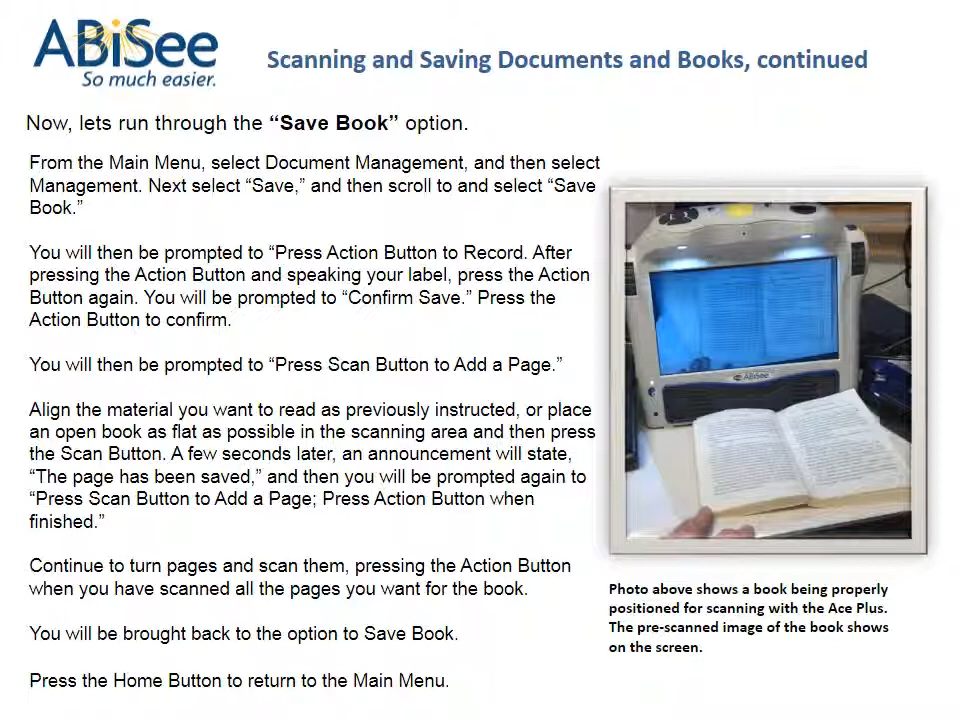 ABiSee
So much easier.
Scanning and Saving Documents and Books, continued
Now, lets run through the “Save Book” option.
From the Main Menu, select Document Management, and then select
Management. Next select “Save,” and then scroll to and select “Save
Book.”
You will then be prompted to “Press Action Button to Record. After
pressing the Action Button and speaking your label, press the Action
Button again. You will be prompted to “Confirm Save.” Press the
Action Button to confirm.
You will then be prompted to “Press Scan Button to Add a Page.”
Align the material you want to read as previously instructed, or place
an open book as flat as possible in the scanning area and then press
the Scan Button. A few seconds later, an announcement will state,
“The page has been saved,” and then you will be prompted again to
“Press Scan Button to Add a Page; Press Action Button when
finished.”
Continue to turn pages and scan them, pressing the Action Button
when you have scanned all the pages you want for the book.
You will be brought back to the option to Save Book.
Press the Home Button to return to the Main Menu.
ABiSee
Photo above shows a book being properly
positioned for scanning with the Ace Plus.
The pre-scanned image of the book shows
on the screen.